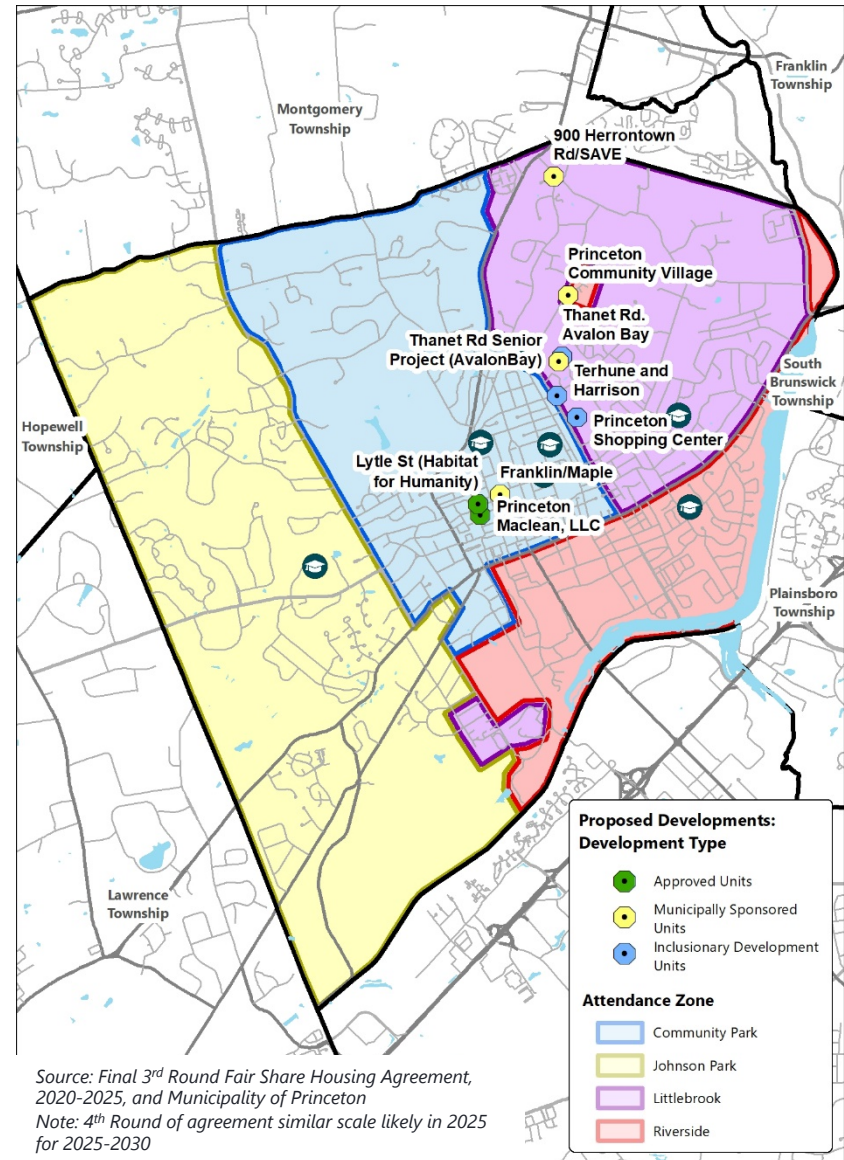 Franklin
Township
Montgomery
Township
900 Herrontown
Rd/SAVE
Princeton
Community Village
Thanet Rd.
Avalon Bay
Thanet Rd Senior
Project (AvalonBay)
Terhune and
Harrison
South
Brunswick
Township
Princeton
Shopping Center
Hopewell
Township
Lytle St (Habitat
for Humanity)
Franklin/Maple
Princeton
Maclean, LLC
Plainsboro
Township
Lawrence
Township
Proposed Developments:
Development Type
Approved Units
Municipally Sponsored
Units
Inclusionary Development
Units
Attendance Zone
Community Park
Johnson Park
Littlebrook
Riverside
Source: Final 3rd Round Fair Share Housing Agreement,
2020-2025, and Municipality of Princeton
Note: 4th Round of agreement similar scale likely in 2025
for 2025-2030